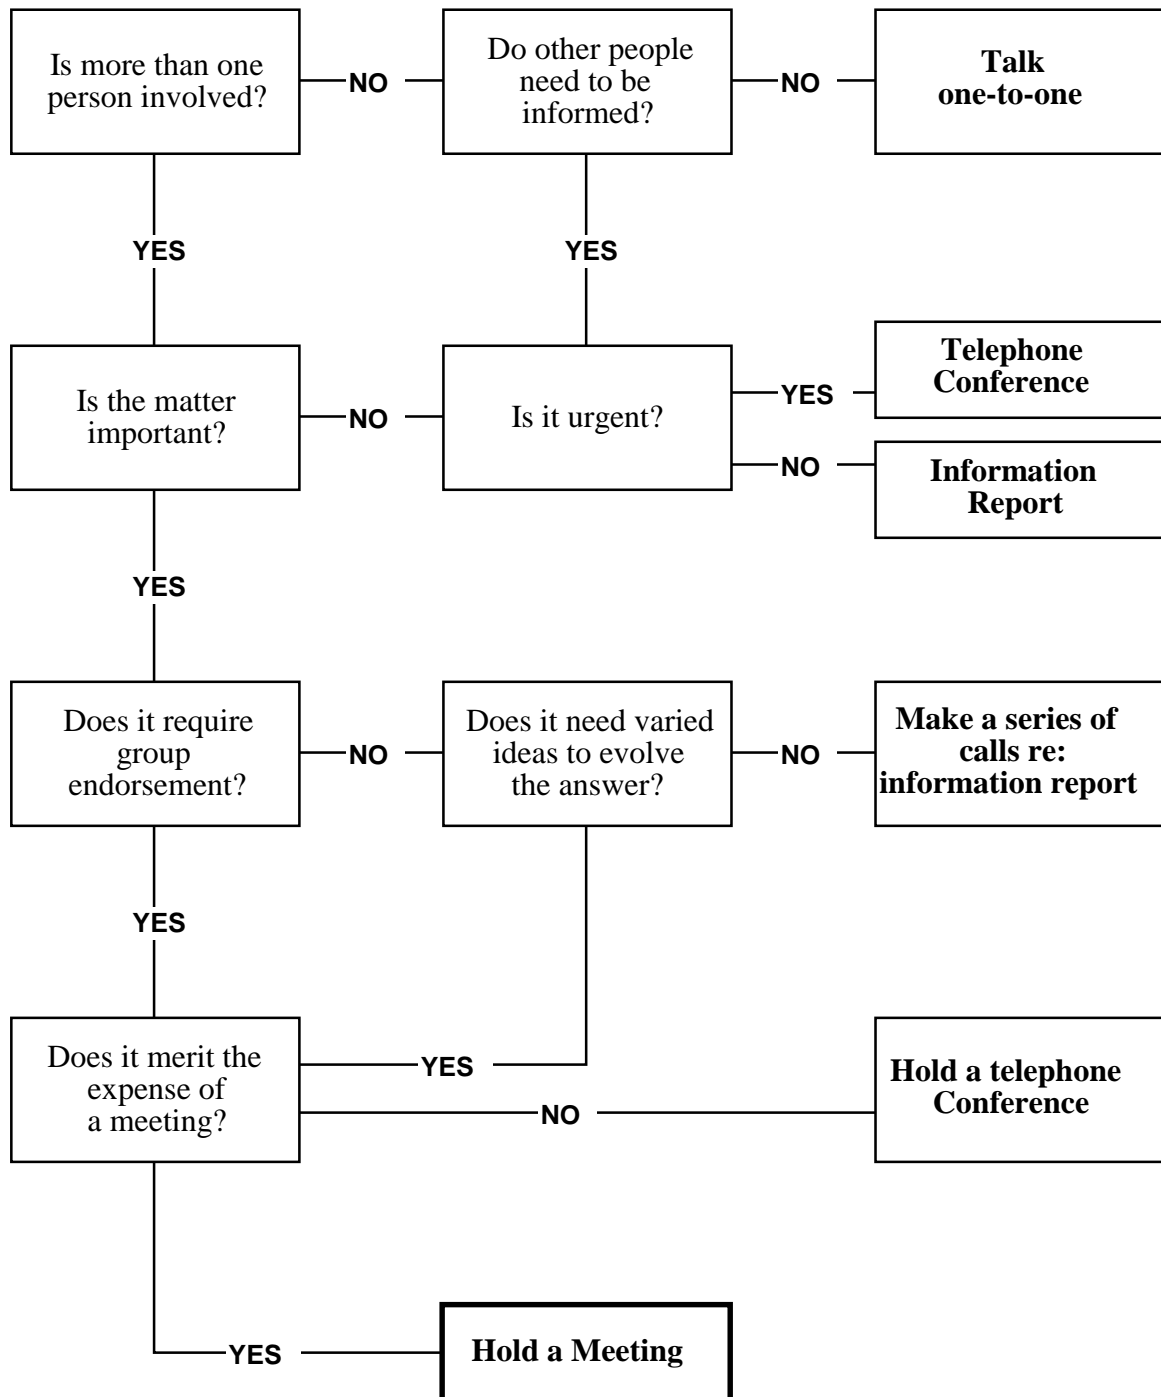 Is more than one
person involved?
NO
Do other people
need to be
informed?
NO
Talk
one-to-one
YES
YES
Is the matter
important?
NO
Is it urgent?
YES
Telephone
Conference
NO
Information
Report
YES
Does it require
group
endorsement?
NO
Does it need varied
ideas to evolve
the answer?
NO
Make a series of
calls re:
information report
YES
Does it merit the
expense of
a meeting?
YES
NO
Hold a telephone
Conference
YES
Hold a Meeting